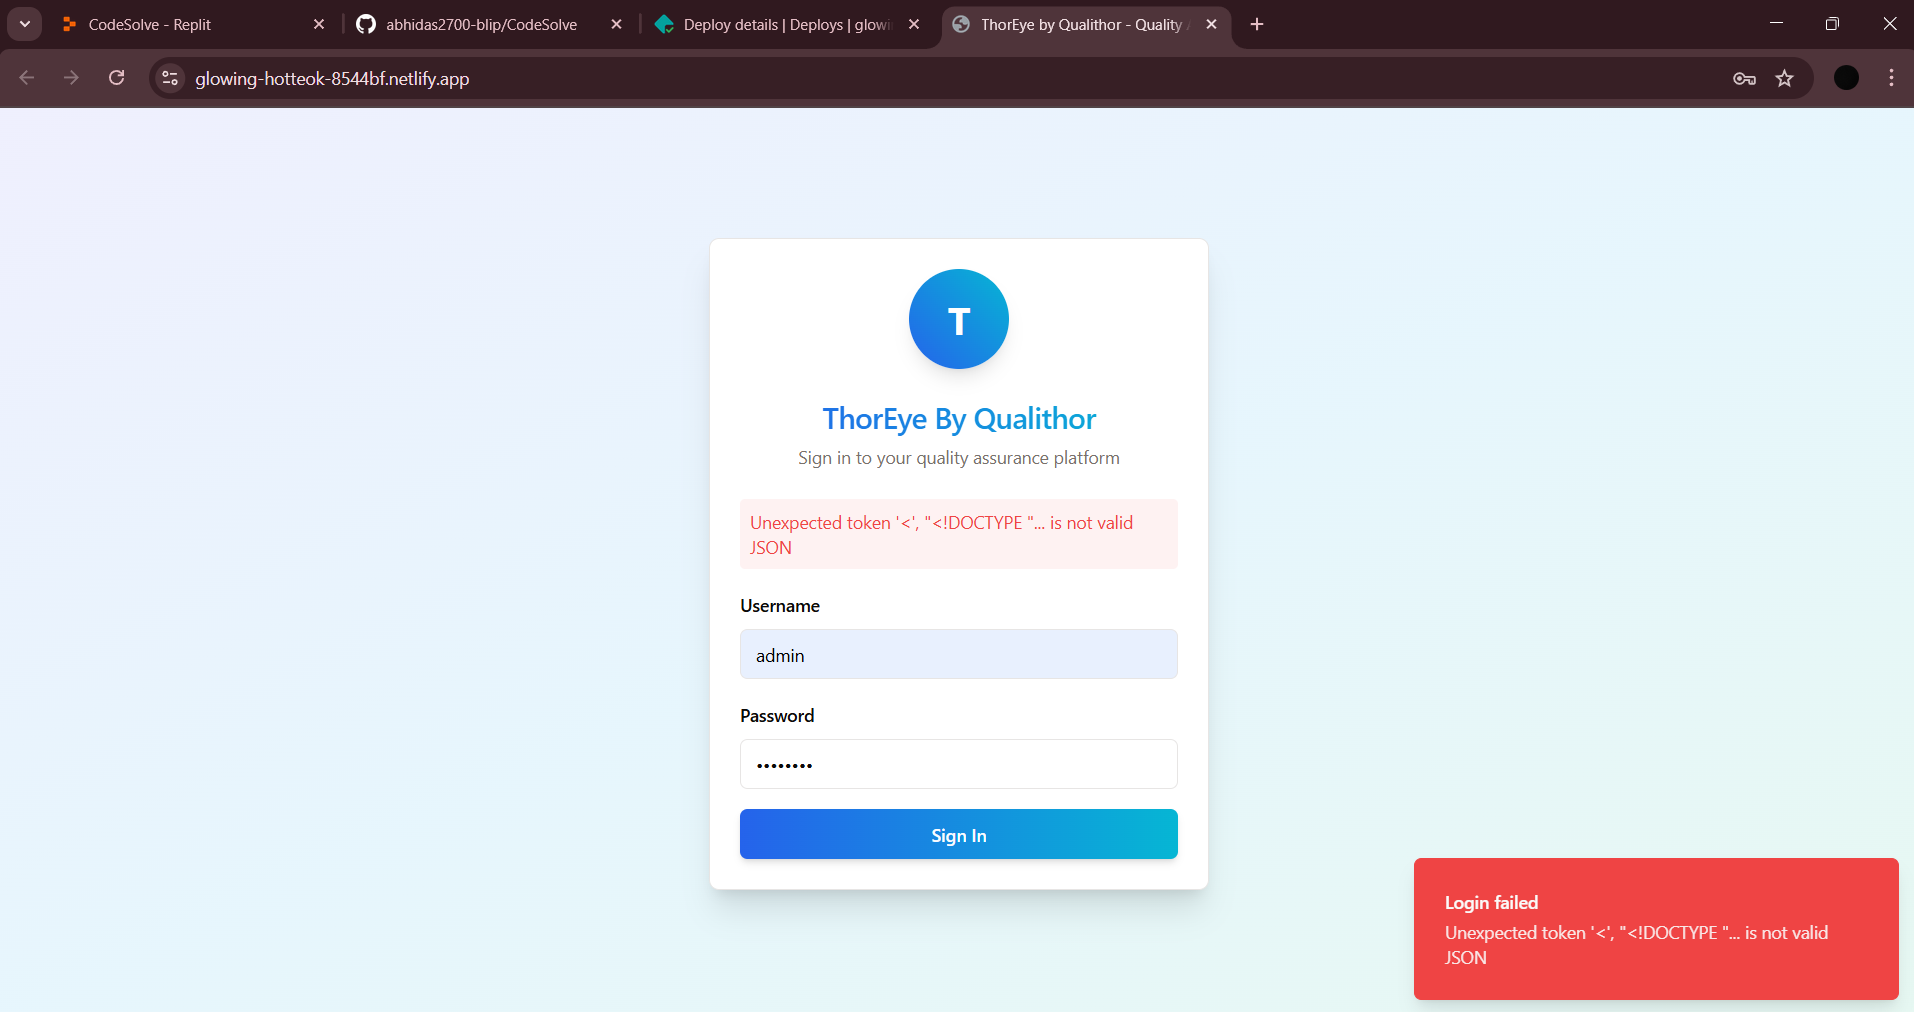 CodeSolve - Replit
abhidas2700-blip/CodeSolve
Deploy details | Deploys | glowi
ThorEye by Qualithor - Quality
glowing-hotteok-8544bf.netlify.app
T
ThorEye By Qualithor
Sign in to your quality assurance platform
Unexpected token '<', "<!DOCTYPE "... is not valid
JSON
Username
admin
Password
••••••••
Sign In
Login failed
Unexpected token '<', "<!DOCTYPE "... is not valid
JSON